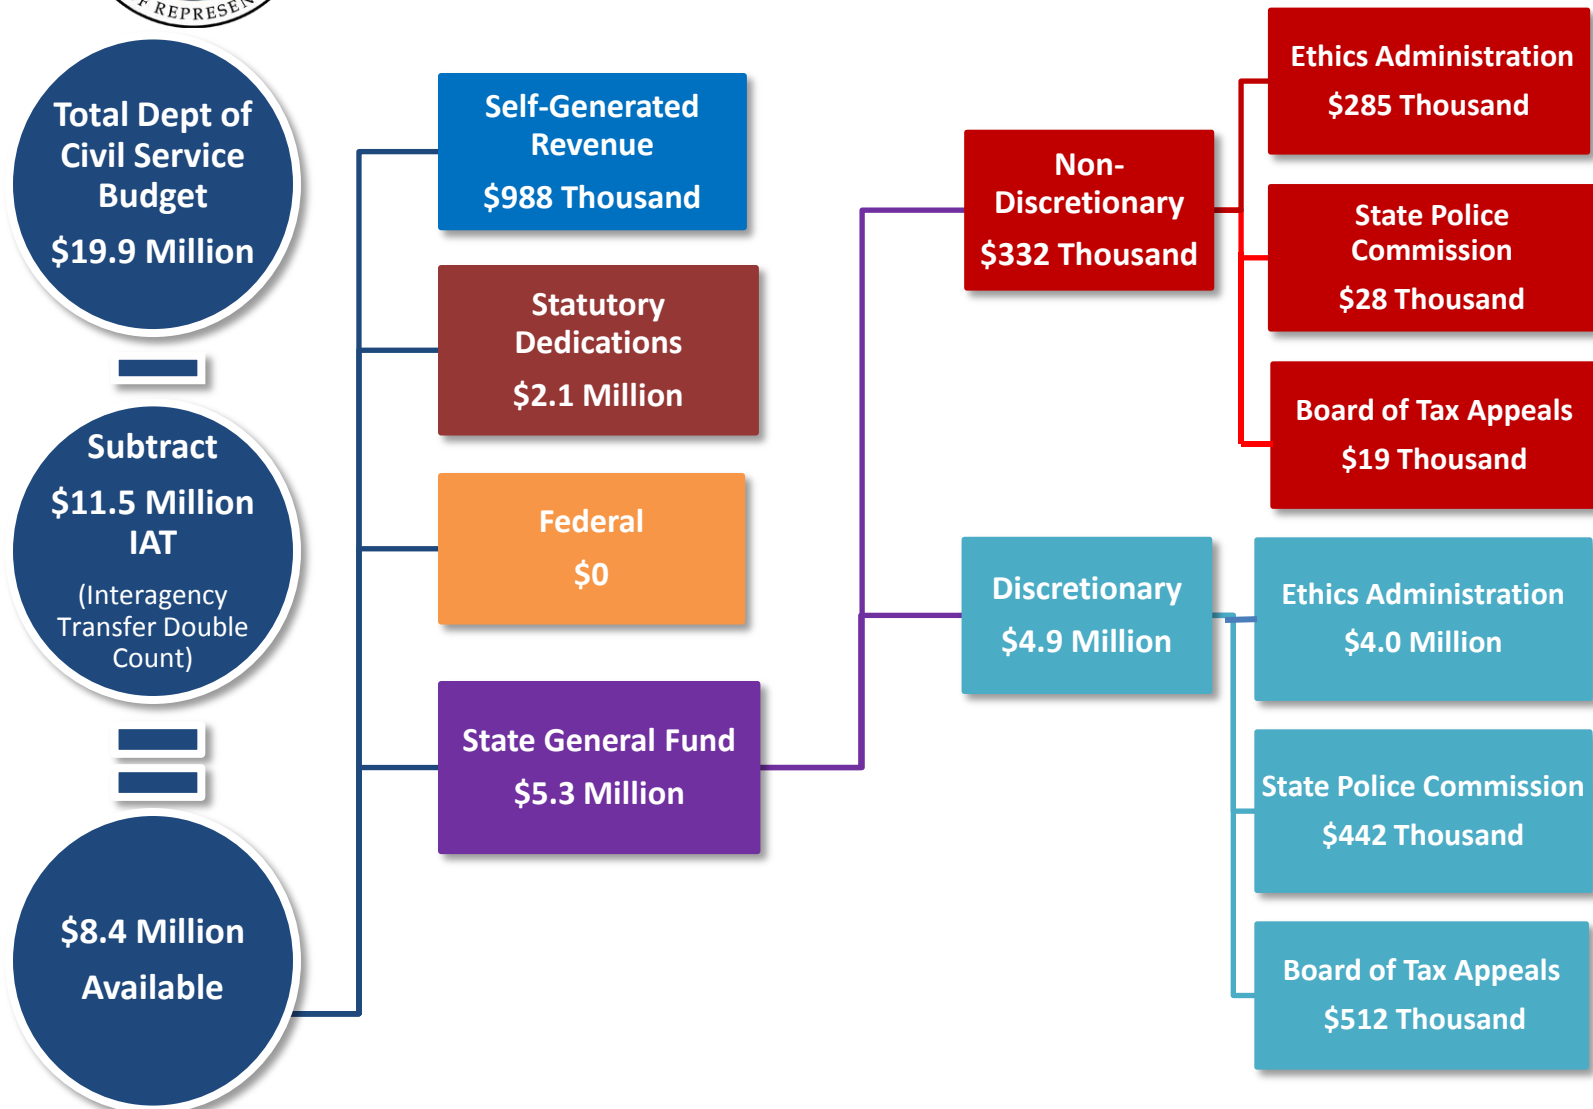 F REPRESEN
Total Dept of
Civil Service
Budget
$19.9 Million
Subtract
$11.5 Million
IAT
(Interagency
Transfer Double
Count)
$8.4 Million
Available
Self-Generated
Revenue
$988 Thousand
Statutory
Dedications
$2.1 Million
Federal
$0
State General Fund
$5.3 Million
Non-
Discretionary
$332 Thousand
Discretionary
$4.9 Million
Ethics Administration
$285 Thousand
State Police
Commission
$28 Thousand
Board of Tax Appeals
$19 Thousand
Ethics Administration
$4.0 Million
State Police Commission
$442 Thousand
Board of Tax Appeals
$512 Thousand